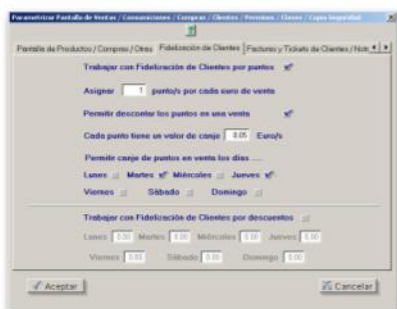 Parametrizar Pantalla de Ventas / Comunicaciones / Compras / Clientes / Permisos / Claves / Copia Seguridad
Pantalla de Productos / Compras / Otros Fidelización de Clientes Facturas y Tickets de Clientes / Not
Trabajar con Fidelización de Clientes por puntos
Asignar 1 punto/s por cada euro de venta
Permitir descontar los puntos en una venta
Cada punto tiene un valor de canje 0.05 Euro/s
Permitir canje de puntos en venta los días ....
Lunes Martes Miércoles Jueves
Viernes Sábado Domingo
Trabajar con Fidelización de Clientes por descuentos
Lunes 0.00 Martes 0.00 Miércoles 0.00 Jueves 0.00
Viernes 0.00 Sábado 0.00 Domingo 0.00
Aceptar Cancelar